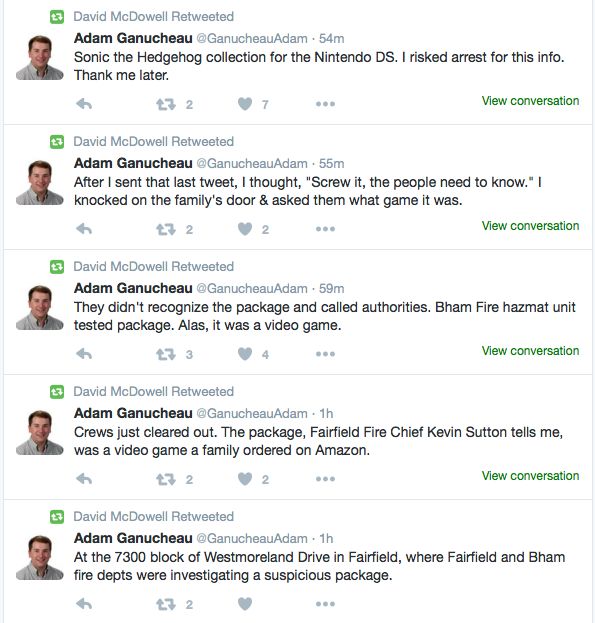 David McDowell Retweeted
Adam Ganucheau @GanucheauAdam · 54m
Sonic the Hedgehog collection for the Nintendo DS. I risked arrest for this info.
Thank me later.
2 7 View conversation
David McDowell Retweeted
Adam Ganucheau @GanucheauAdam · 55m
After I sent that last tweet, I thought, "Screw it, the people need to know." I
knocked on the family's door & asked them what game it was.
2 2 View conversation
David McDowell Retweeted
Adam Ganucheau @GanucheauAdam · 59m
They didn't recognize the package and called authorities. Bham Fire hazmat unit
tested package. Alas, it was a video game.
3 4 View conversation
David McDowell Retweeted
Adam Ganucheau @GanucheauAdam · 1h
Crews just cleared out. The package, Fairfield Fire Chief Kevin Sutton tells me,
was a video game a family ordered on Amazon.
2 2 View conversation
David McDowell Retweeted
Adam Ganucheau @GanucheauAdam · 1h
At the 7300 block of Westmoreland Drive in Fairfield, where Fairfield and Bham
fire depts were investigating a suspicious package.
2